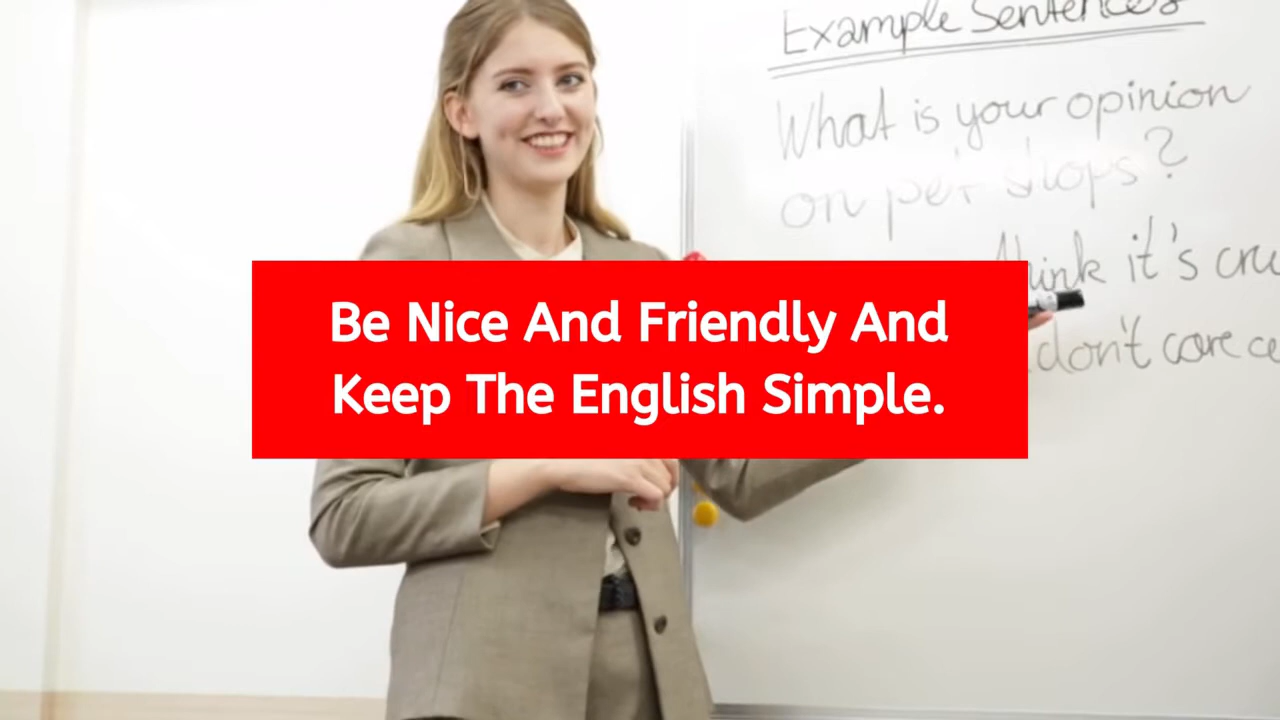 Example Sentences
What is your opinion
on pet shops?
think it's
don't care
Be Nice And Friendly And
Keep The English Simple.